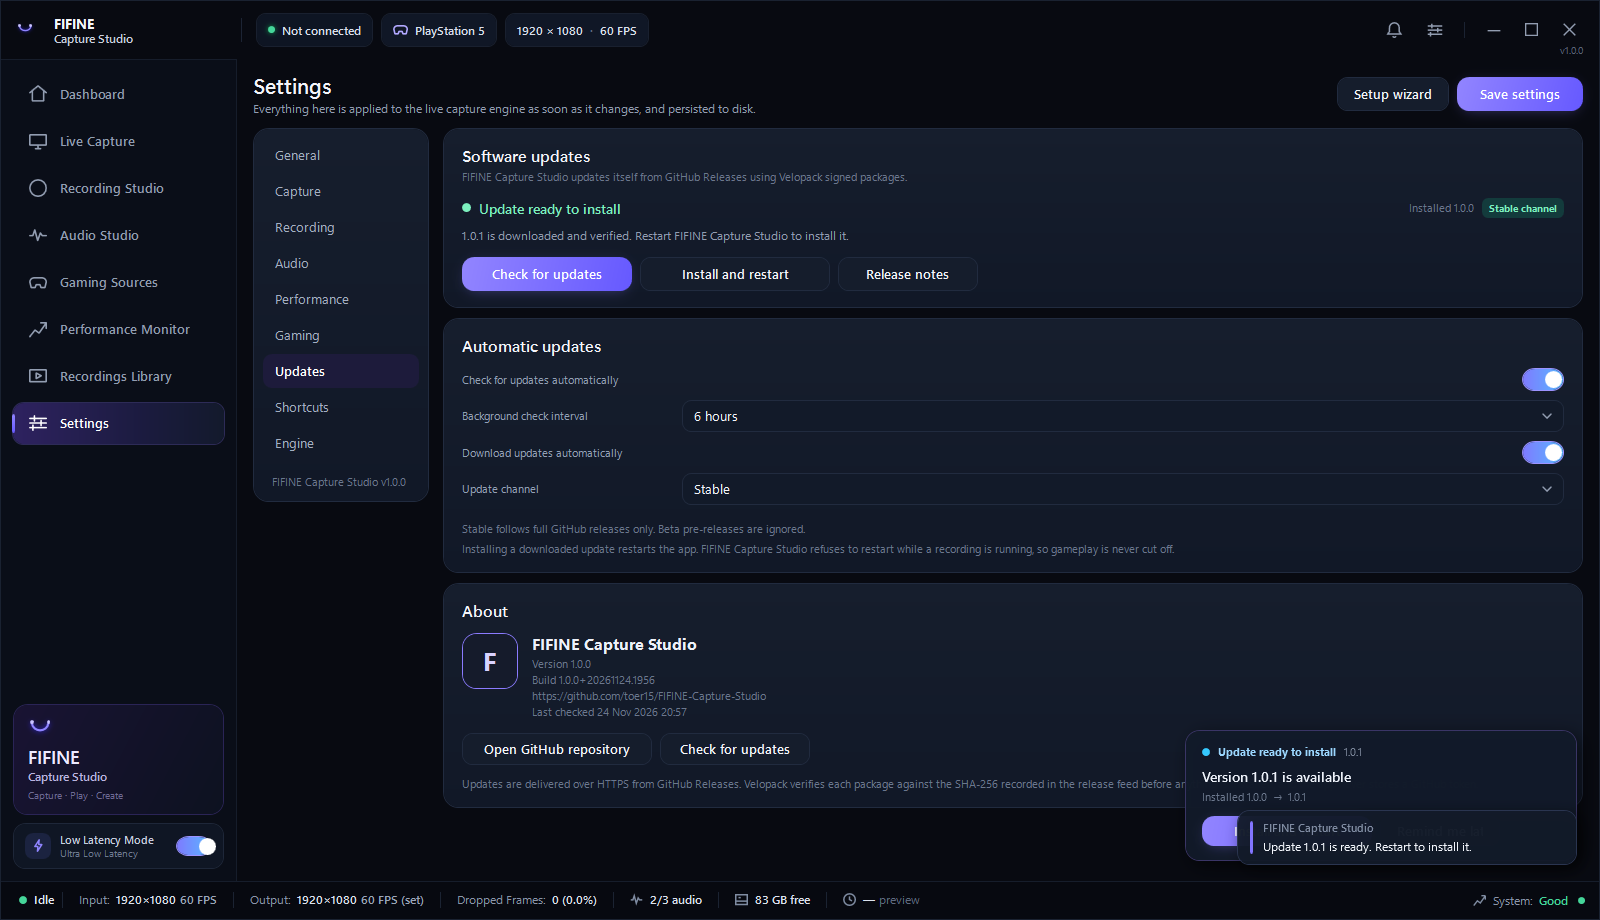 FIFINE
Capture Studio
Not connected
PlayStation 5
1920 × 1080 · 60 FPS
v1.0.0
Dashboard
Live Capture
Recording Studio
Audio Studio
Gaming Sources
Performance Monitor
Recordings Library
Settings
FIFINE
Capture Studio
Capture · Play · Create
Low Latency Mode
Ultra Low Latency
Settings
Everything here is applied to the live capture engine as soon as it changes, and persisted to disk.
Setup wizard
Save settings
General
Capture
Recording
Audio
Performance
Gaming
Updates
Shortcuts
Engine
FIFINE Capture Studio v1.0.0
Software updates
FIFINE Capture Studio updates itself from GitHub Releases using Velopack signed packages.
Update ready to install
Installed 1.0.0
Stable channel
1.0.1 is downloaded and verified. Restart FIFINE Capture Studio to install it.
Check for updates
Install and restart
Release notes
Automatic updates
Check for updates automatically
Background check interval
6 hours
Download updates automatically
Update channel
Stable
Stable follows full GitHub releases only. Beta pre-releases are ignored.
Installing a downloaded update restarts the app. FIFINE Capture Studio refuses to restart while a recording is running, so gameplay is never cut off.
About
F
FIFINE Capture Studio
Version 1.0.0
Build 1.0.0+20261124.1956
https://github.com/toer15/FIFINE-Capture-Studio
Last checked 24 Nov 2026 20:57
Open GitHub repository
Check for updates
Updates are delivered over HTTPS from GitHub Releases. Velopack verifies each package against the SHA-256 recorded in the release feed before
Update ready to install 1.0.1
Version 1.0.1 is available
Installed 1.0.0 → 1.0.1
FIFINE Capture Studio
Update 1.0.1 is ready. Restart to install it.
Idle
Input: 1920×1080 60 FPS
Output: 1920×1080 60 FPS (set)
Dropped Frames: 0 (0.0%)
2/3 audio
83 GB free
— preview
System: Good